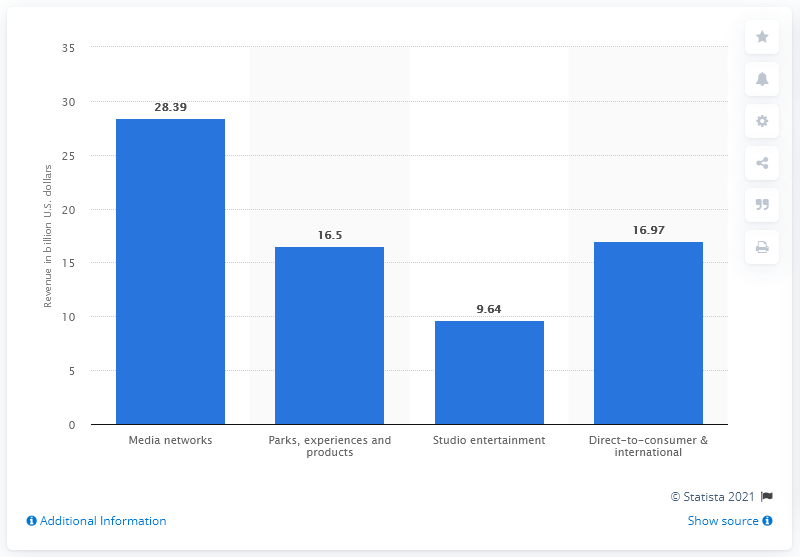 35
30
25
20
15
10
5
0
Revenue in billion U.S. dollars
28.39
16.5
9.64
16.97
Media networks
Parks, experiences and
products
Studio entertainment
Direct-to-consumer &
international
© Statista 2021
Additional Information
Show source